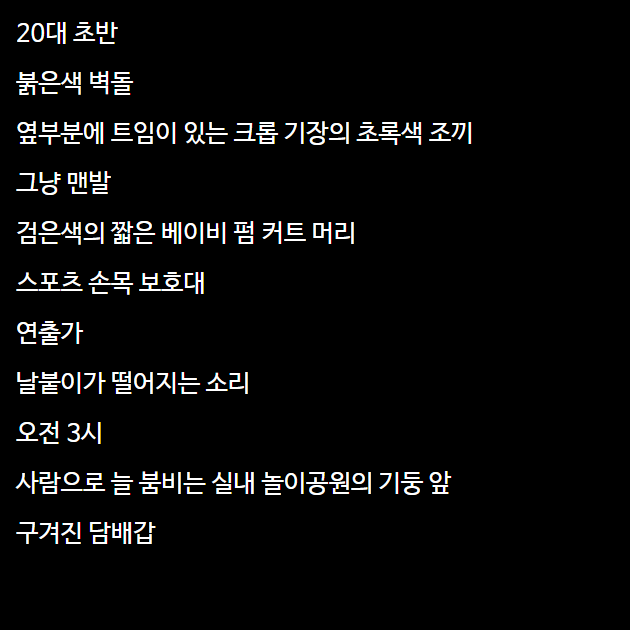 20대 초반
붉은색 벽돌
옆부분에 트임이 있는 크롭 기장의 초록색 조끼
그냥 맨발
검은색의 짧은 베이비 펌 커트 머리
스포츠 손목 보호대
연출가
날붙이가 떨어지는 소리
오전 3시
사람으로 늘 붐비는 실내 놀이공원의 기둥 앞
구겨진 담배갑